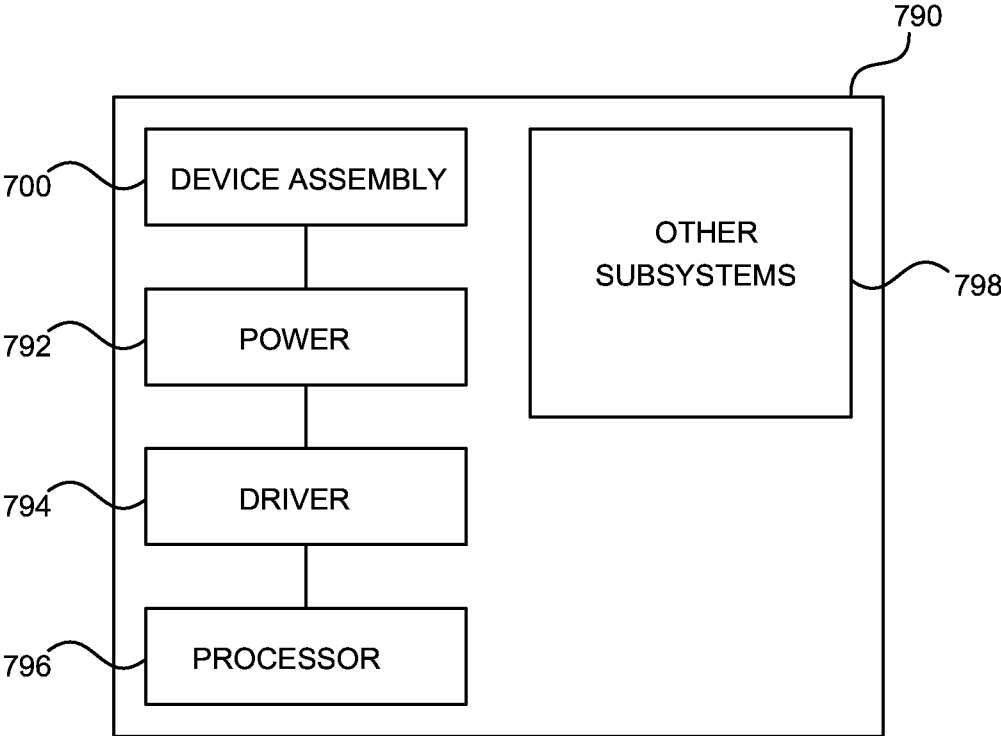 790
700
DEVICE ASSEMBLY
OTHER
SUBSYSTEMS
798
792
POWER
794
DRIVER
796
PROCESSOR